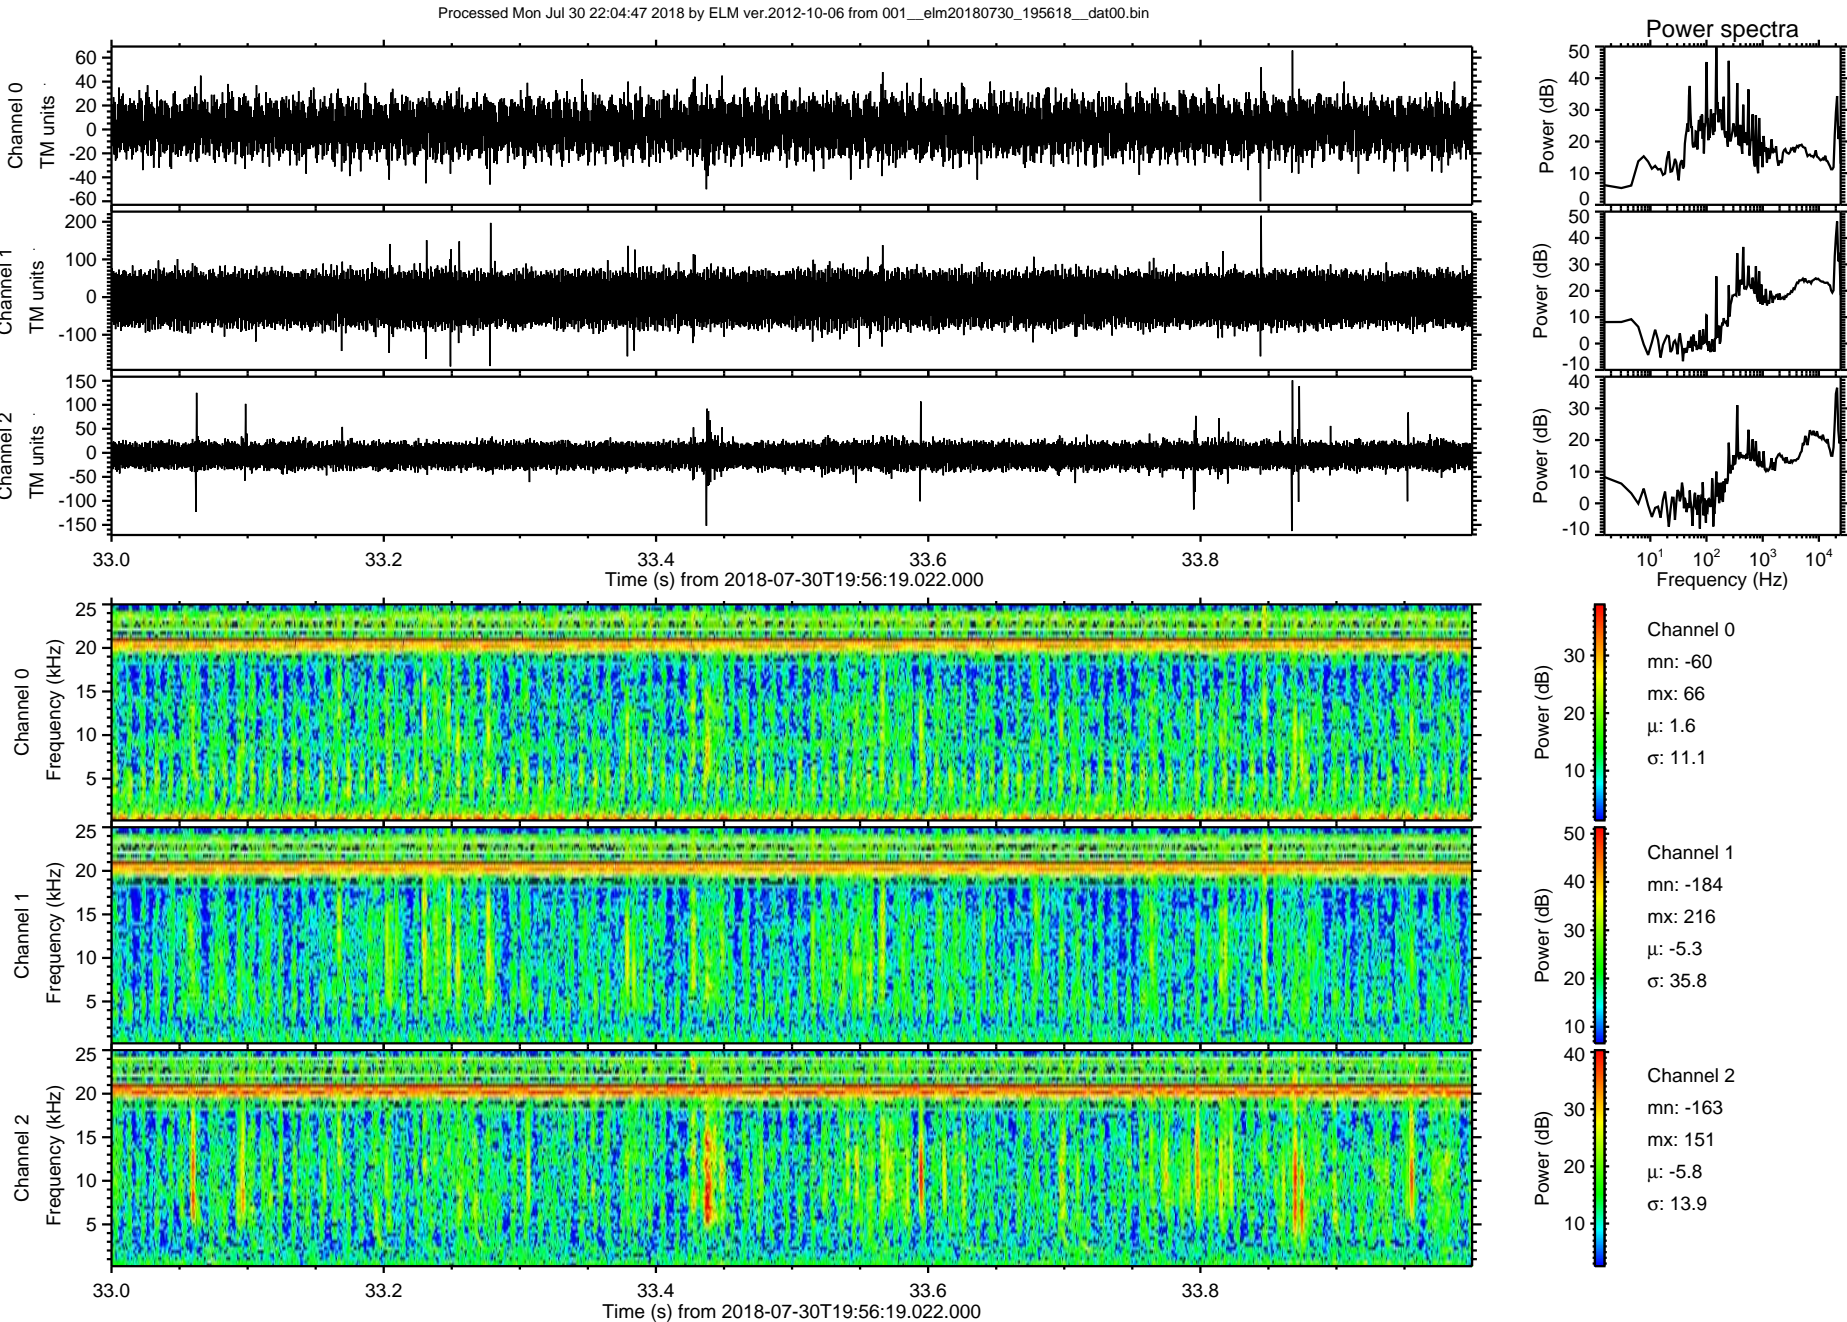 Processed Mon Jul 30 22:04:47 2018 by ELM ver.2012-10-06 from 001__elm20180730_195618__dat00.bin
Power spectra
Channel 0
TM units
60
40
20
0
-20
-40
-60
Power (dB)
50
40
30
20
10
0
Channel 1
TM units
200
100
0
-100
Power (dB)
50
40
30
20
10
0
-10
Channel 2
TM units
150
100
50
0
-50
-100
-150
Power (dB)
40
30
20
10
0
-10
33.0 33.2 33.4 33.6 33.8
Time (s) from 2018-07-30T19:56:19.022.000
10^1 10^2 10^3 10^4
Frequency (Hz)
Channel 0
Frequency (kHz)
25
20
15
10
5
Power (dB)
30
20
10
Channel 0
mn: -60
mx: 66
μ: 1.6
σ: 11.1
Channel 1
Frequency (kHz)
25
20
15
10
5
Power (dB)
50
40
30
20
10
Channel 1
mn: -184
mx: 216
μ: -5.3
σ: 35.8
Channel 2
Frequency (kHz)
25
20
15
10
5
Power (dB)
40
30
20
10
Channel 2
mn: -163
mx: 151
μ: -5.8
σ: 13.9
33.0 33.2 33.4 33.6 33.8
Time (s) from 2018-07-30T19:56:19.022.000